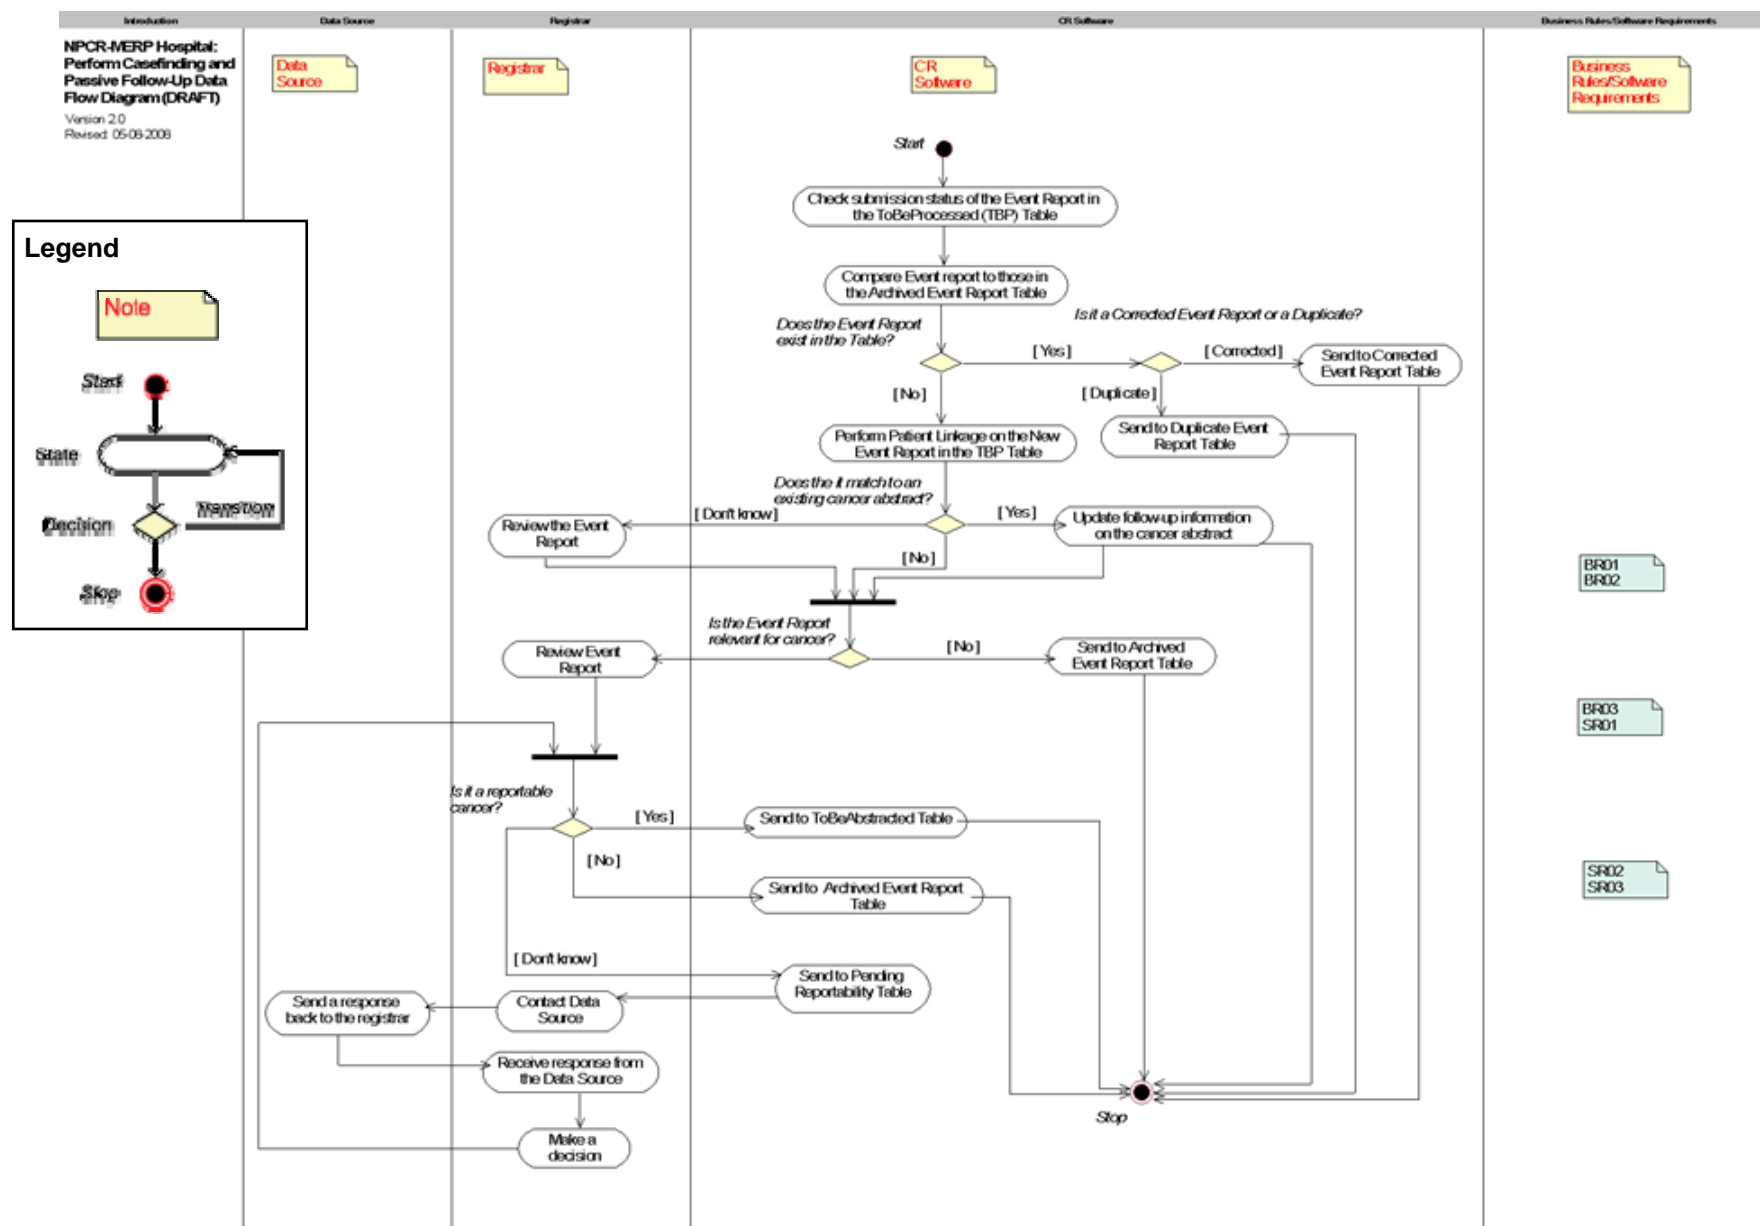 Introduction
Data Source
Registrar
CR Software
Business Rules/Software Requirements
NPCR-MERP Hospital:
Perform Casefinding and
Passive Follow-Up Data
Flow Diagram (DRAFT)
Version 2.0
Data
Source
Registrar
CR
Software
Business
Rules/Software
Requirements
Legend
Note
Start
State
Transition
Decision
Stop
Start
Check submission status of the Event Report in
the ToBeProcessed (TBP) Table
Compare Event report to those in
the Archived Event Report Table
Does the Event Report
exist in the Table?
Is it a Corrected Event Report or a Duplicate?
[ Yes ]
[ Corrected ]
Send to Corrected
Event Report Table
[ No ]
[ Duplicate ]
Send to Duplicate Event
Report Table
Perform Patient Linkage on the New
Event Report in the TBP Table
Does the it match to an
existing cancer abstract?
[ Don't know ]
[ Yes ]
Review the Event
Report
Update follow-up information
on the cancer abstract
[ No ]
BR01
BR02
Is the Event Report
relevant for cancer?
[ No ]
Review Event
Report
Send to Archived
Event Report Table
BR03
SR01
Is it a reportable
cancer?
[ Yes ]
Send to ToBeAbstracted Table
[ No ]
Send to Archived Event Report
Table
SR02
SR03
[ Don't know ]
Send to Pending
Reportability Table
Contact Data
Source
Send a response
back to the registrar
Receive response from
the Data Source
Make a
decision
Stop